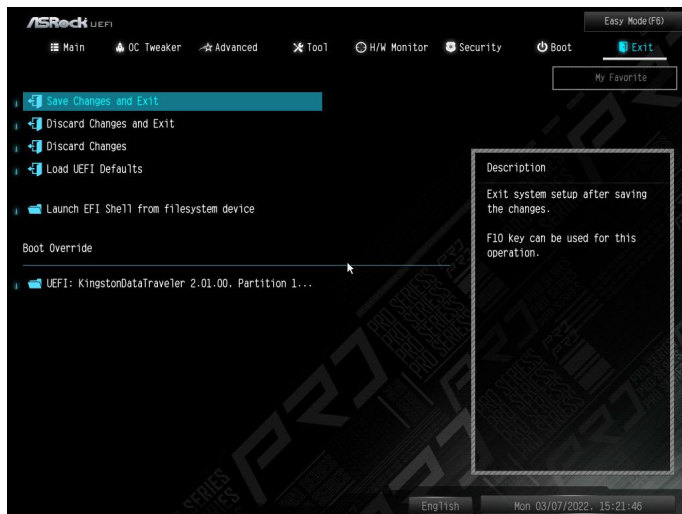 ASRock UEFI
Easy Mode(F6)
Main OC Tweaker Advanced Tool H/W Monitor Security Boot Exit
My Favorite
Save Changes and Exit
Discard Changes and Exit
Discard Changes
Load UEFI Defaults
Launch EFI Shell from filesystem device
Boot Override
UEFI: KingstonDataTraveler 2.01.00. Partition 1...
Description
Exit system setup after saving
the changes.
F10 key can be used for this
operation.
PRO SERIES
SERIES
English
Mon 03/07/2022. 15:21:46